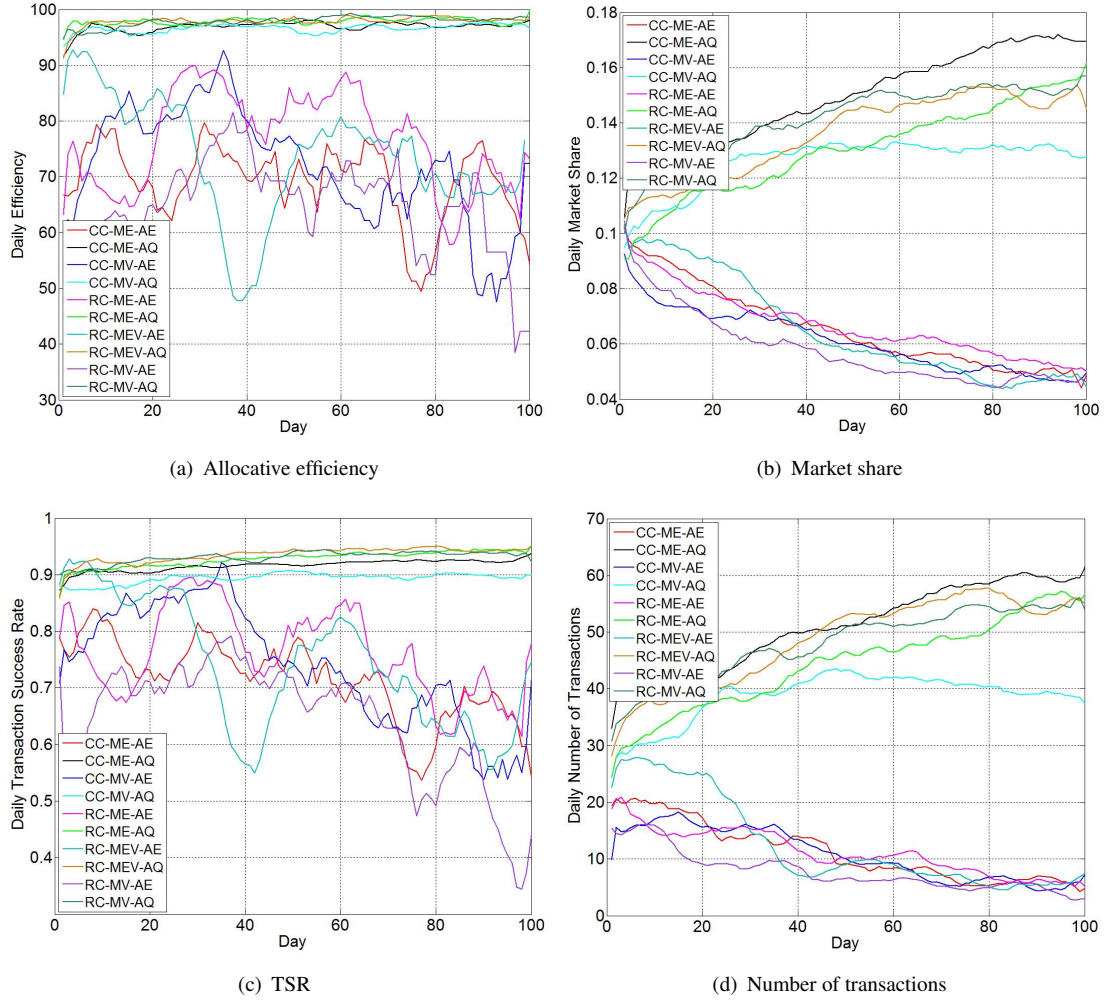 100
90
80
70
60
50
40
30
0
20
40
60
80
100
Daily Efficiency
Day
CC-ME-AE
CC-ME-AQ
CC-MV-AE
CC-MV-AQ
RC-ME-AE
RC-ME-AQ
RC-MEV-AE
RC-MEV-AQ
RC-MV-AE
RC-MV-AQ
(a) Allocative efficiency
0.18
0.16
0.14
0.12
0.1
0.08
0.06
0.04
0
20
40
60
80
100
Daily Market Share
Day
CC-ME-AE
CC-ME-AQ
CC-MV-AE
CC-MV-AQ
RC-ME-AE
RC-ME-AQ
RC-MEV-AE
RC-MEV-AQ
RC-MV-AE
RC-MV-AQ
(b) Market share
1
0.9
0.8
0.7
0.6
0.5
0.4
0
20
40
60
80
100
Daily Transaction Success Rate
Day
CC-ME-AE
CC-ME-AQ
CC-MV-AE
CC-MV-AQ
RC-ME-AE
RC-ME-AQ
RC-MEV-AE
RC-MEV-AQ
RC-MV-AE
RC-MV-AQ
(c) TSR
70
60
50
40
30
20
10
0
0
20
40
60
80
100
Daily Number of Transactions
Day
CC-ME-AE
CC-ME-AQ
CC-MV-AE
CC-MV-AQ
RC-ME-AE
RC-ME-AQ
RC-MEV-AE
RC-MEV-AQ
RC-MV-AE
RC-MV-AQ
(d) Number of transactions